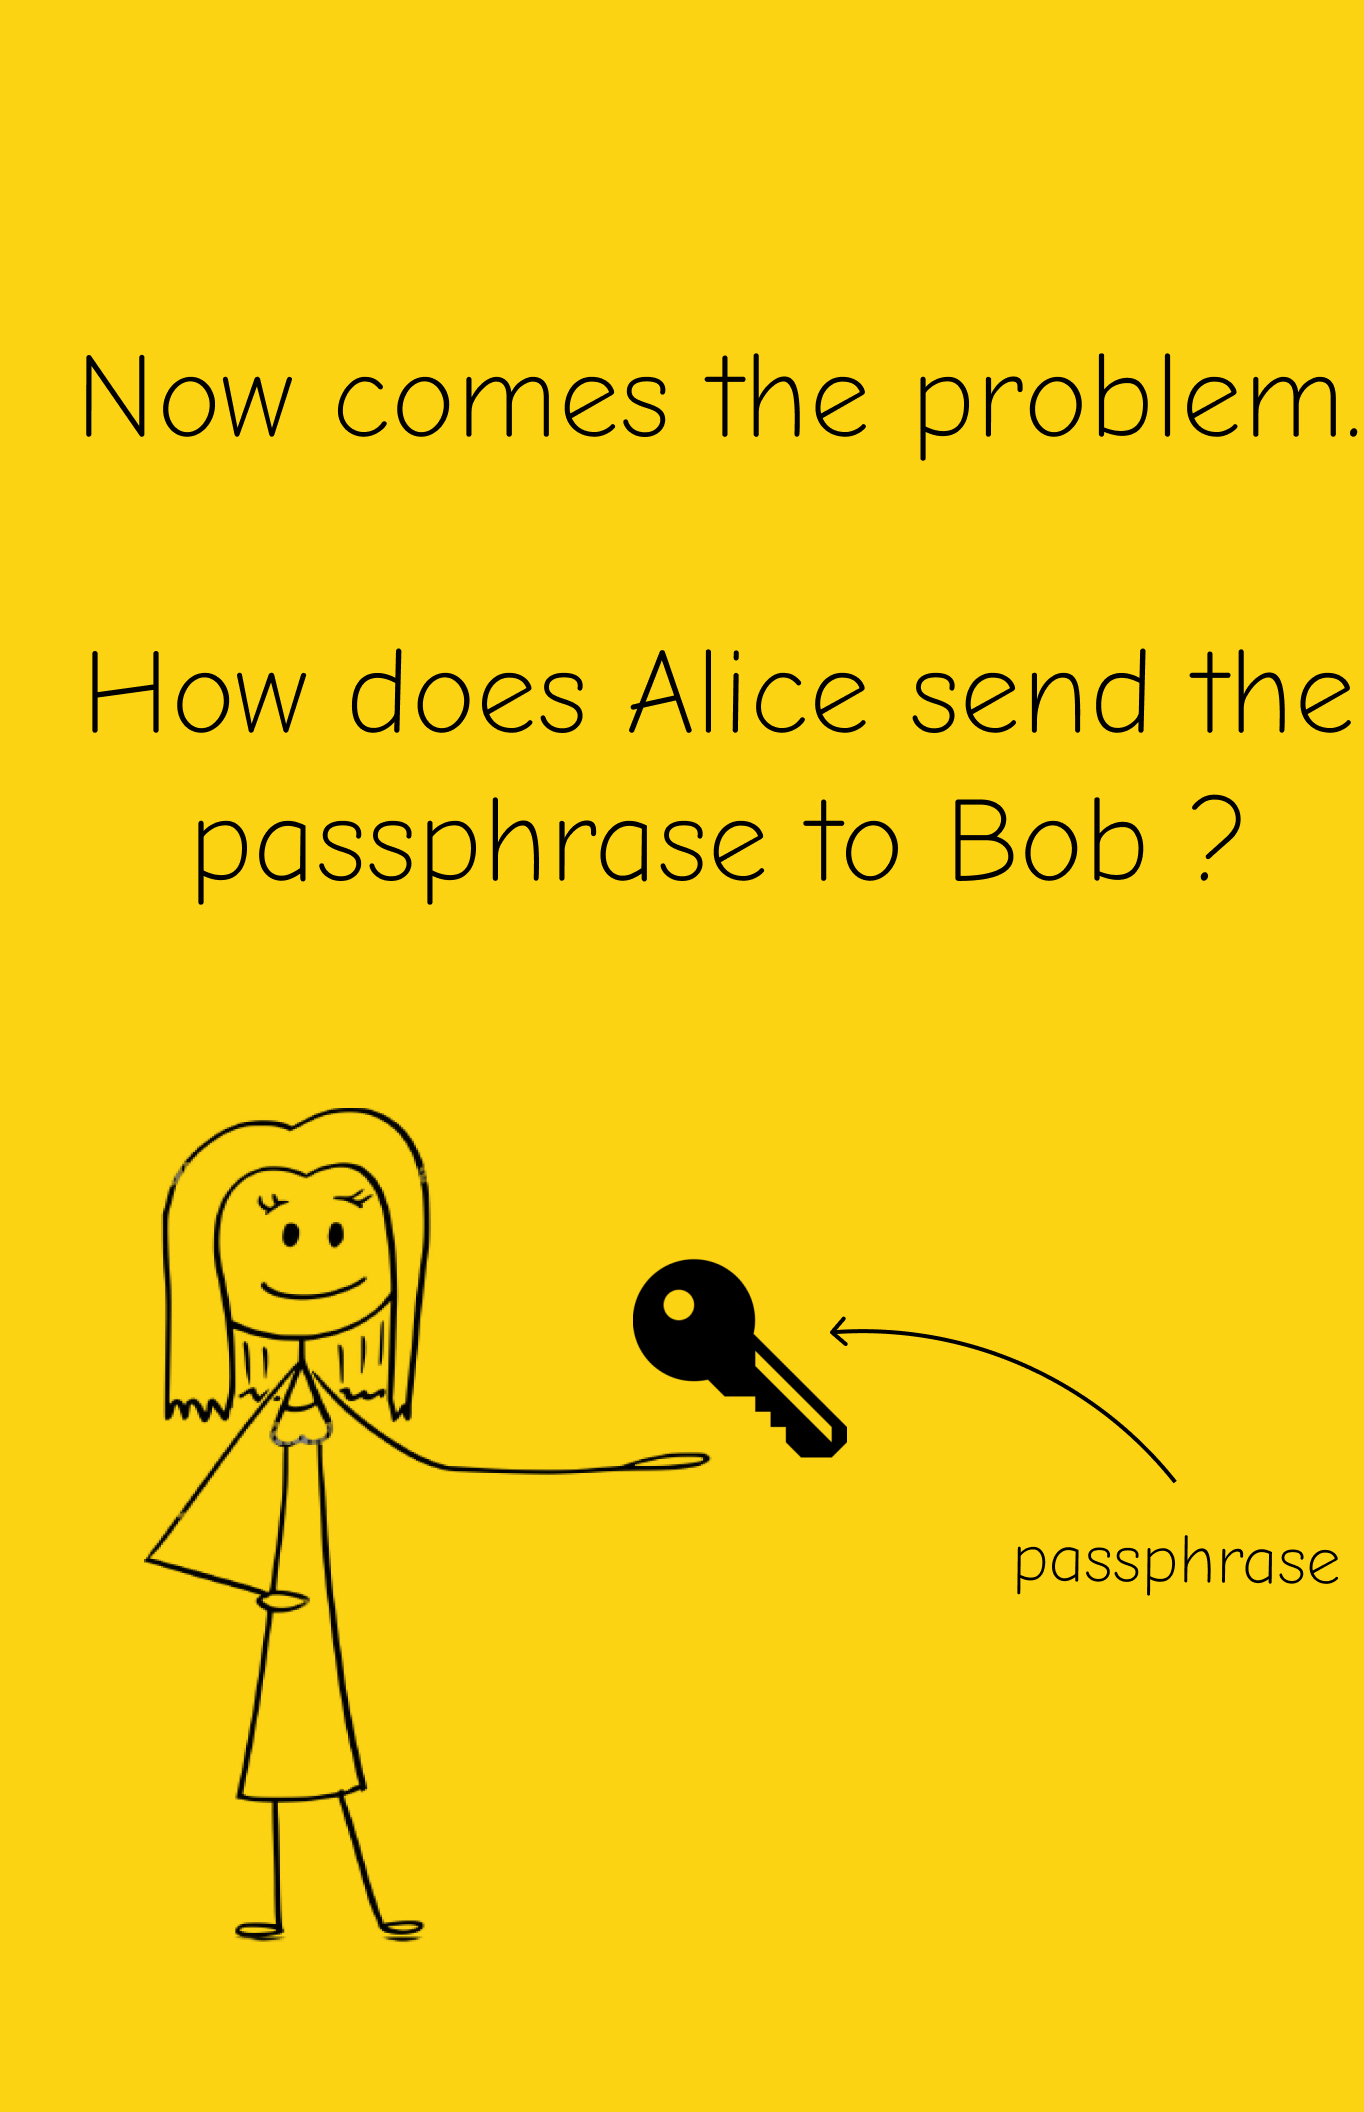 Now comes the problem.
How does Alice send the
passphrase to Bob ?
passphrase